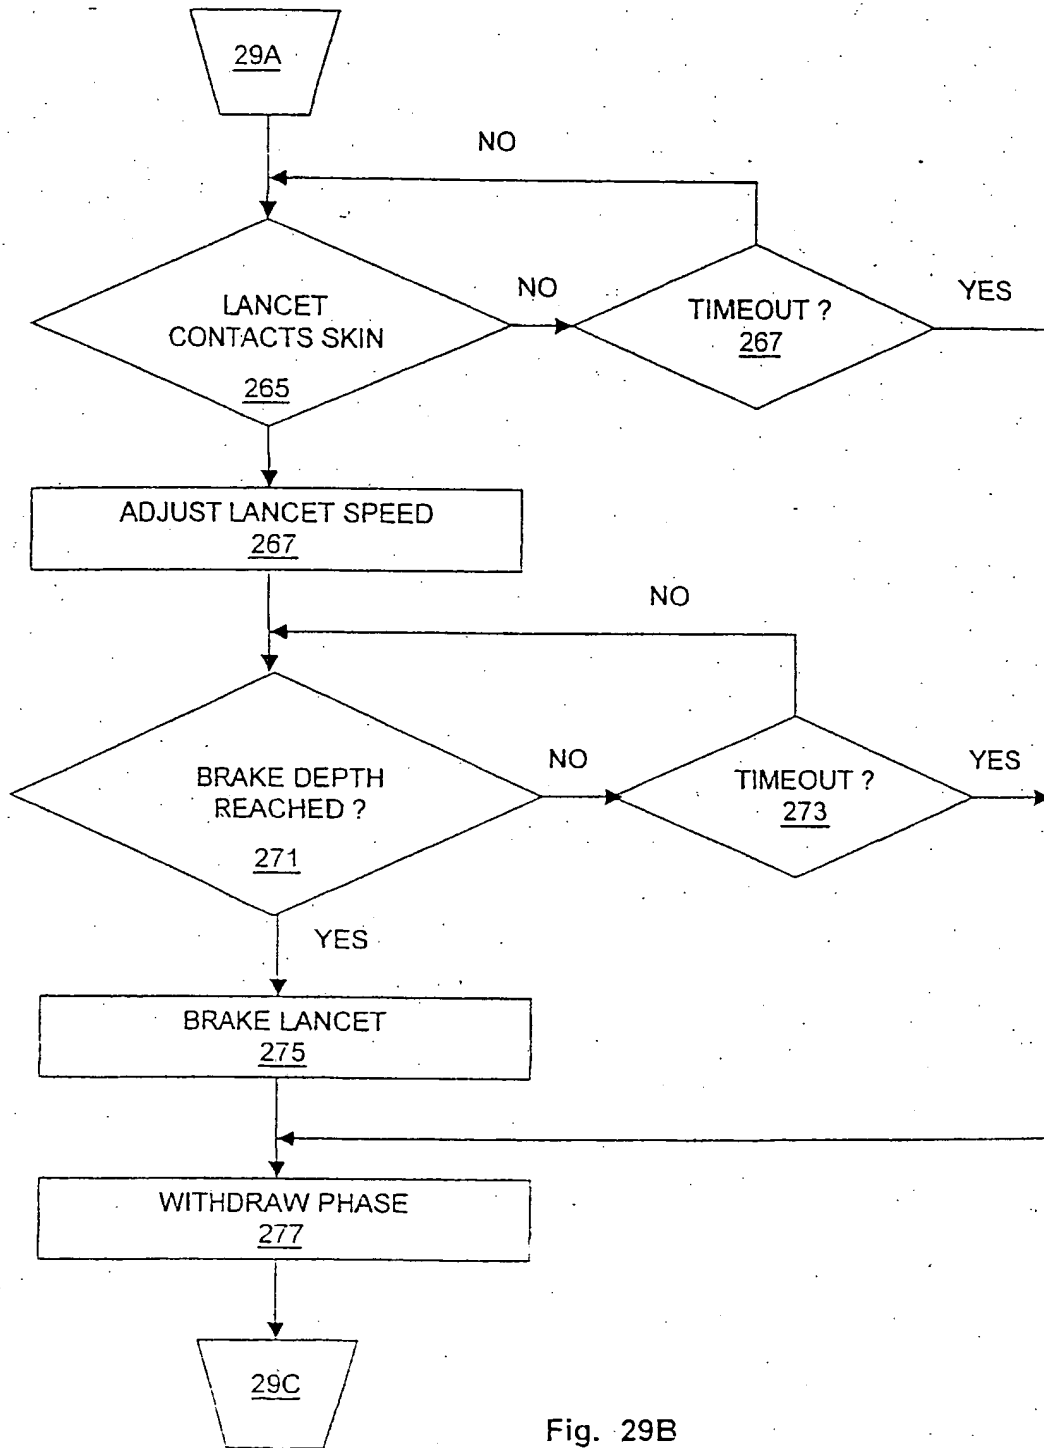 29A
NO
LANCET
CONTACTS SKIN
265
NO
TIMEOUT ?
267
YES
ADJUST LANCET SPEED
267
NO
BRAKE DEPTH
REACHED ?
271
NO
TIMEOUT ?
273
YES
YES
BRAKE LANCET
275
WITHDRAW PHASE
277
29C
Fig. 29B